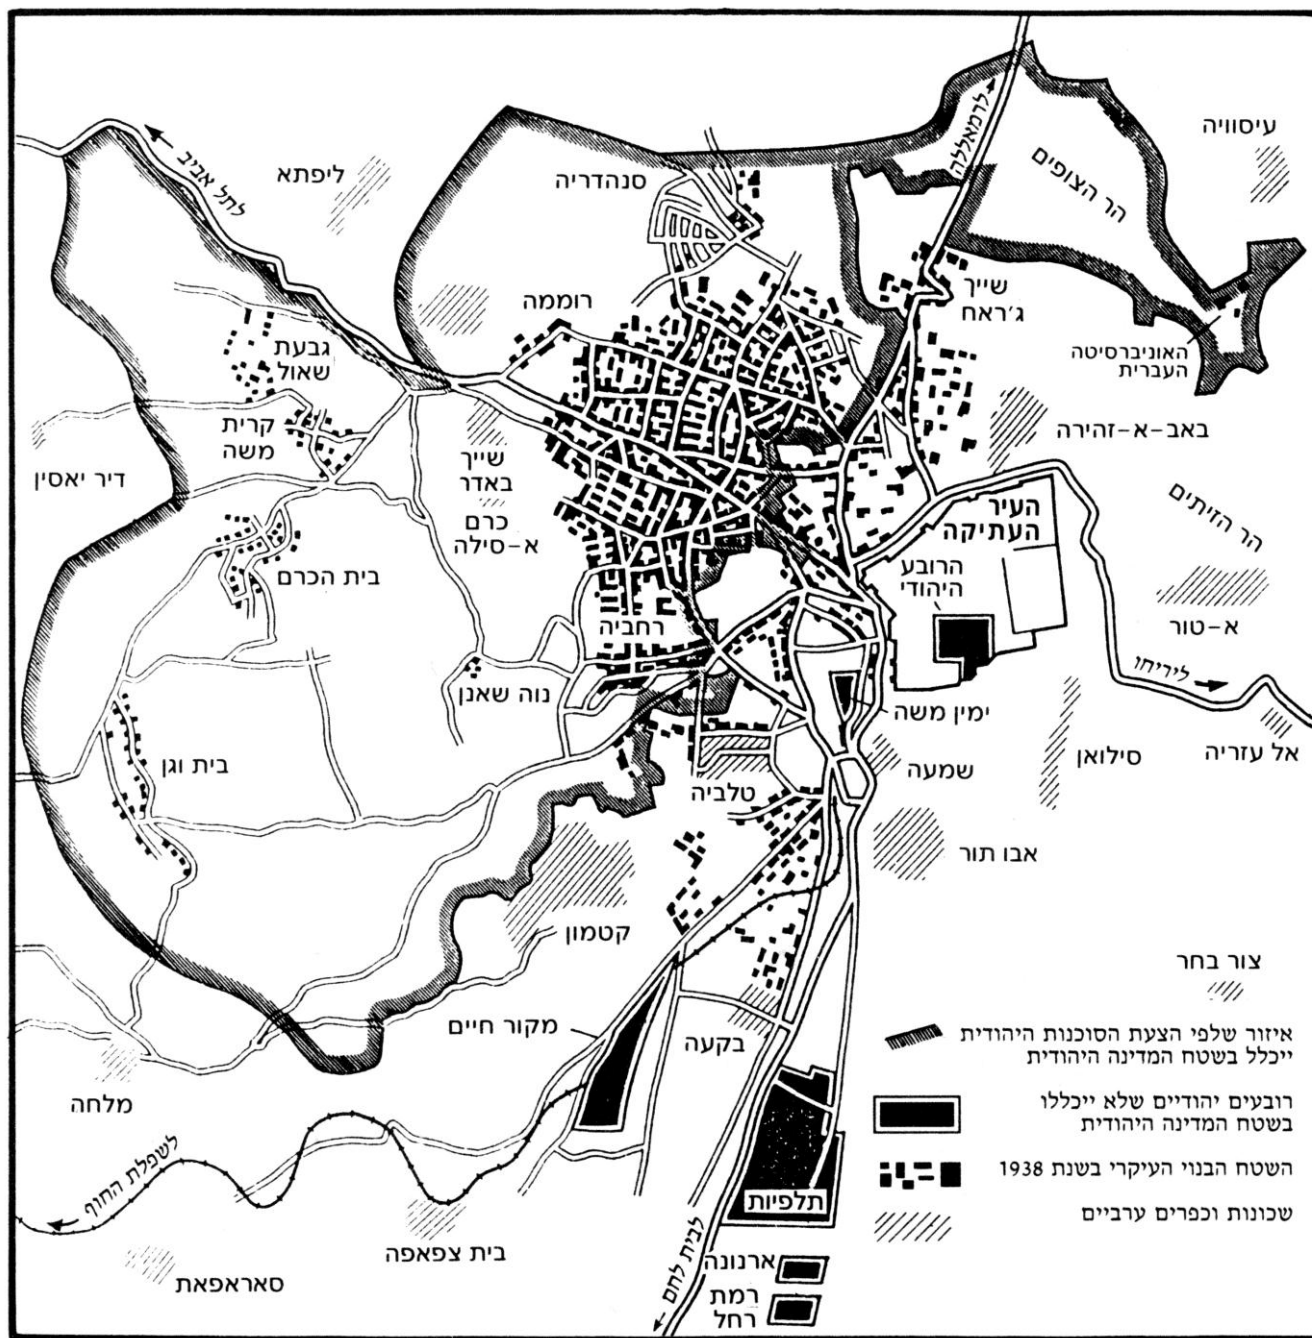 עיסוויה
לרמאללה
הר הצופים
ליפתא
לתל אביב
סנהדריה
שייך
ג'ראח
רוממה
האוניברסיטה
העברית
גבעת
שאול
קרית
משה
באב-א-זהירה
שייך
באדר
דיר יאסין
כרם
א-סילה
העיר
העתיקה
הר הזיתים
הרובע
היהודי
בית הכרם
א-טור
רחביה
ליריחו
נוה שאנן
ימין משה
אל עזריה
סילואן
שמעה
בית וגן
טלביה
אבו תור
קטמון
צור בחר
מקור חיים
בקעה
מלחה
לשפלת החוף
תלפיות
בית צפאפה
ארנונה
סאראפאת
רמת
רחל
לבית לחם
איזור שלפי הצעת הסוכנות היהודית
ייכלל בשטח המדינה היהודית
רובעים יהודיים שלא ייכללו
בשטח המדינה היהודית
השטח הבנוי העיקרי בשנת 1938
שכונות וכפרים ערביים